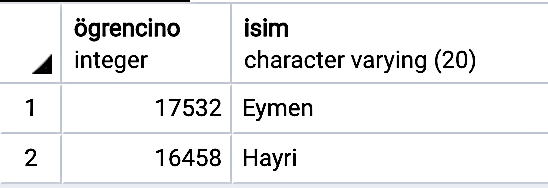 ögrencino isim
integer character varying (20)
1 17532 Eymen
2 16458 Hayri